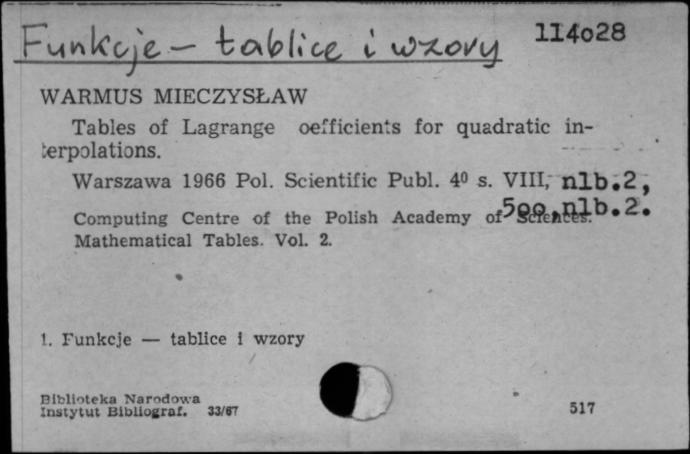 Funkcje – tablice i wzory 114o28
WARMUS MIECZYSŁAW
Tables of Lagrange oefficients for quadratic in-
terpolations.
Warszawa 1966 Pol. Scientific Publ. 4⁰ s. VIII, nlb.2,
500,nlb.2.
Computing Centre of the Polish Academy of Sciences.
Mathematical Tables. Vol. 2.
1. Funkcje — tablice i wzory
Biblioteka Narodowa
Instytut Bibliograf. 33/67 517